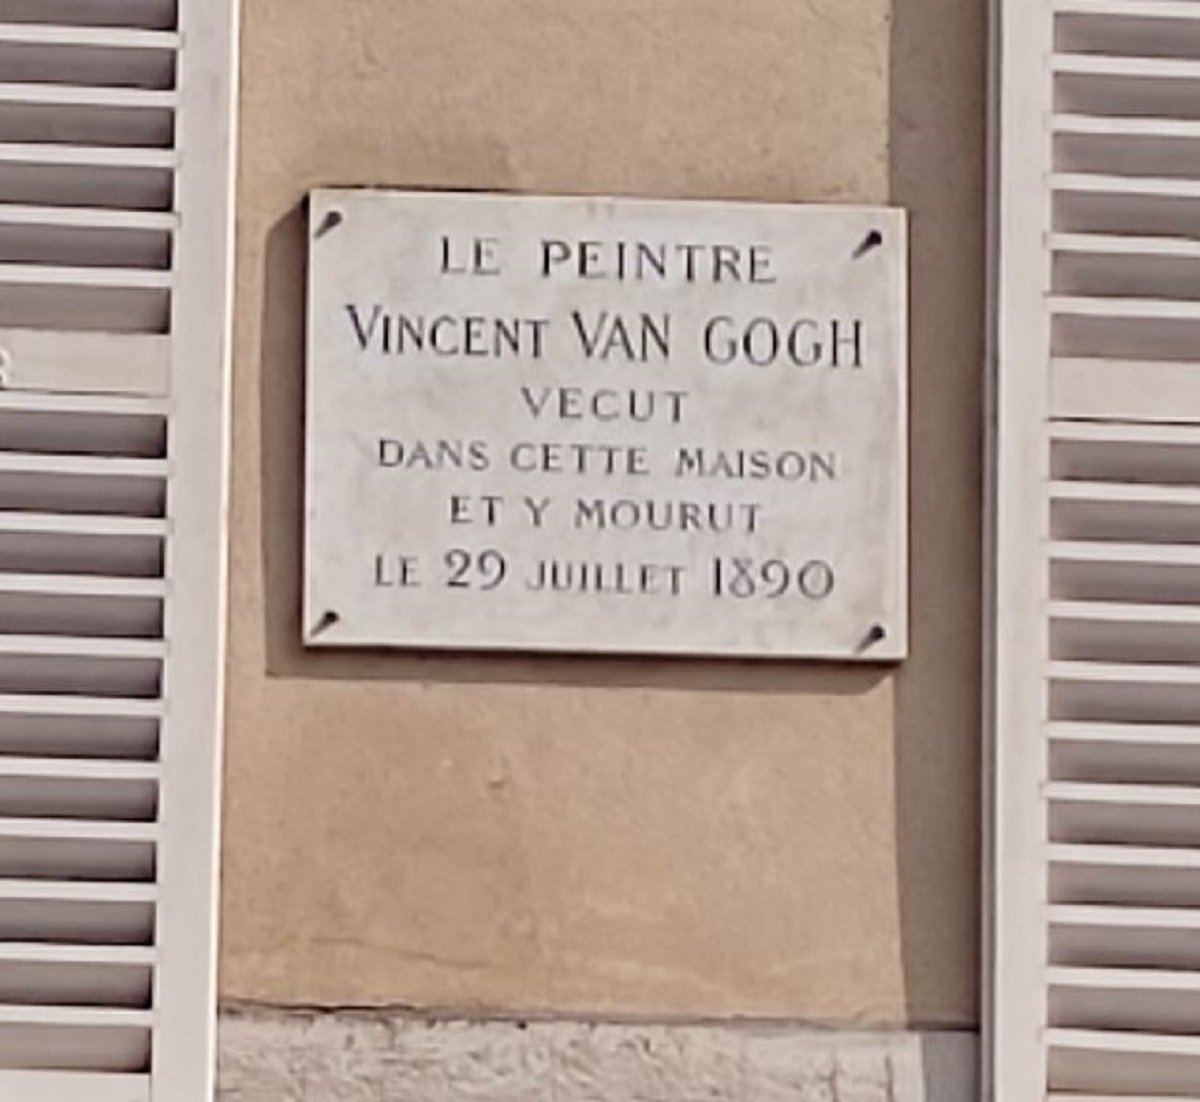 LE PEINTRE
VINCENT VAN GOGH
VECUT
DANS CETTE MAISON
ET Y MOURUT
LE 29 JUILLET 1890